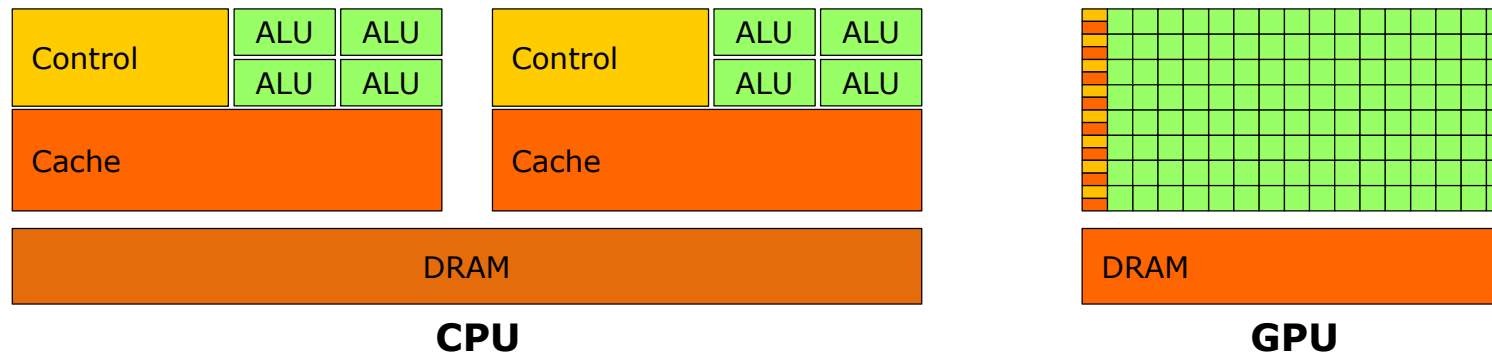 Control ALU ALU
ALU ALU
Cache
Control ALU ALU
ALU ALU
Cache
DRAM
CPU
DRAM
GPU